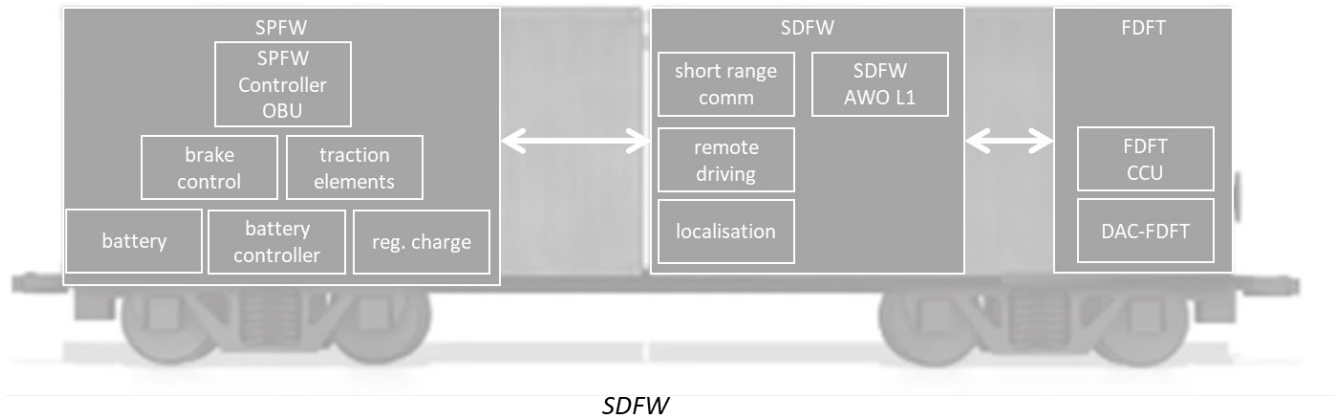 SPFW
SPFW
Controller
OBU
brake
control
traction
elements
battery
battery
controller
reg. charge
SDFW
short range
comm
SDFW
AWO L1
remote
driving
localisation
FDFT
FDFT
CCU
DAC-FDFT
SDFW